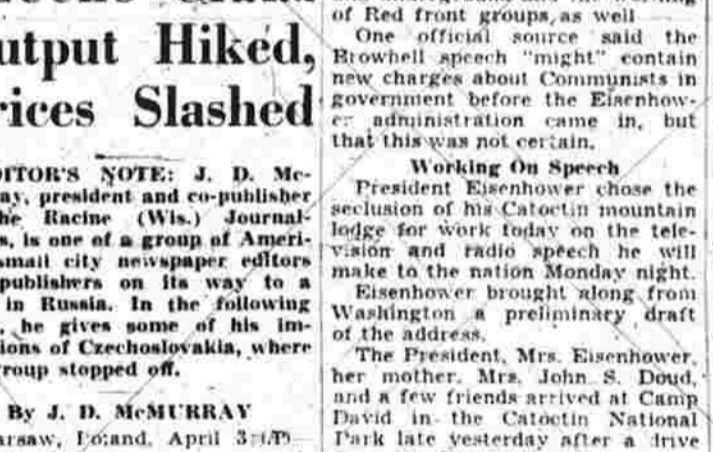 utput Hiked,
rices Slashed
ITOR'S NOTE: J. D. Mc-
ay, president and co-publisher
he Racine (Wis.) Journal-
s, is one of a group of Ameri-
small city newspaper editors
publishers on its way to a
in Russia. In the following
, he gives some of his im-
ions of Czechoslovakia, where
roup stopped off.
By J. D. McMURRAY
arsaw, Poland, April 3 (AP)
of Red front groups, as well
One official source said the
Browhell speech "might" contain
new charges about Communists in
government before the Eisenhow-
er administration came in, but
that this was not certain.
Working On Speech
President Eisenhower chose the
seclusion of his Catoctin mountain
lodge for work today on the tele-
vision and radio speech he will
make to the nation Monday night.
Eisenhower brought along from
Washington a preliminary draft
of the address.
The President, Mrs. Eisenhower,
her mother, Mrs. John S. Doud,
and a few friends arrived at Camp
David in the Catoctin National
Park late yesterday after a drive